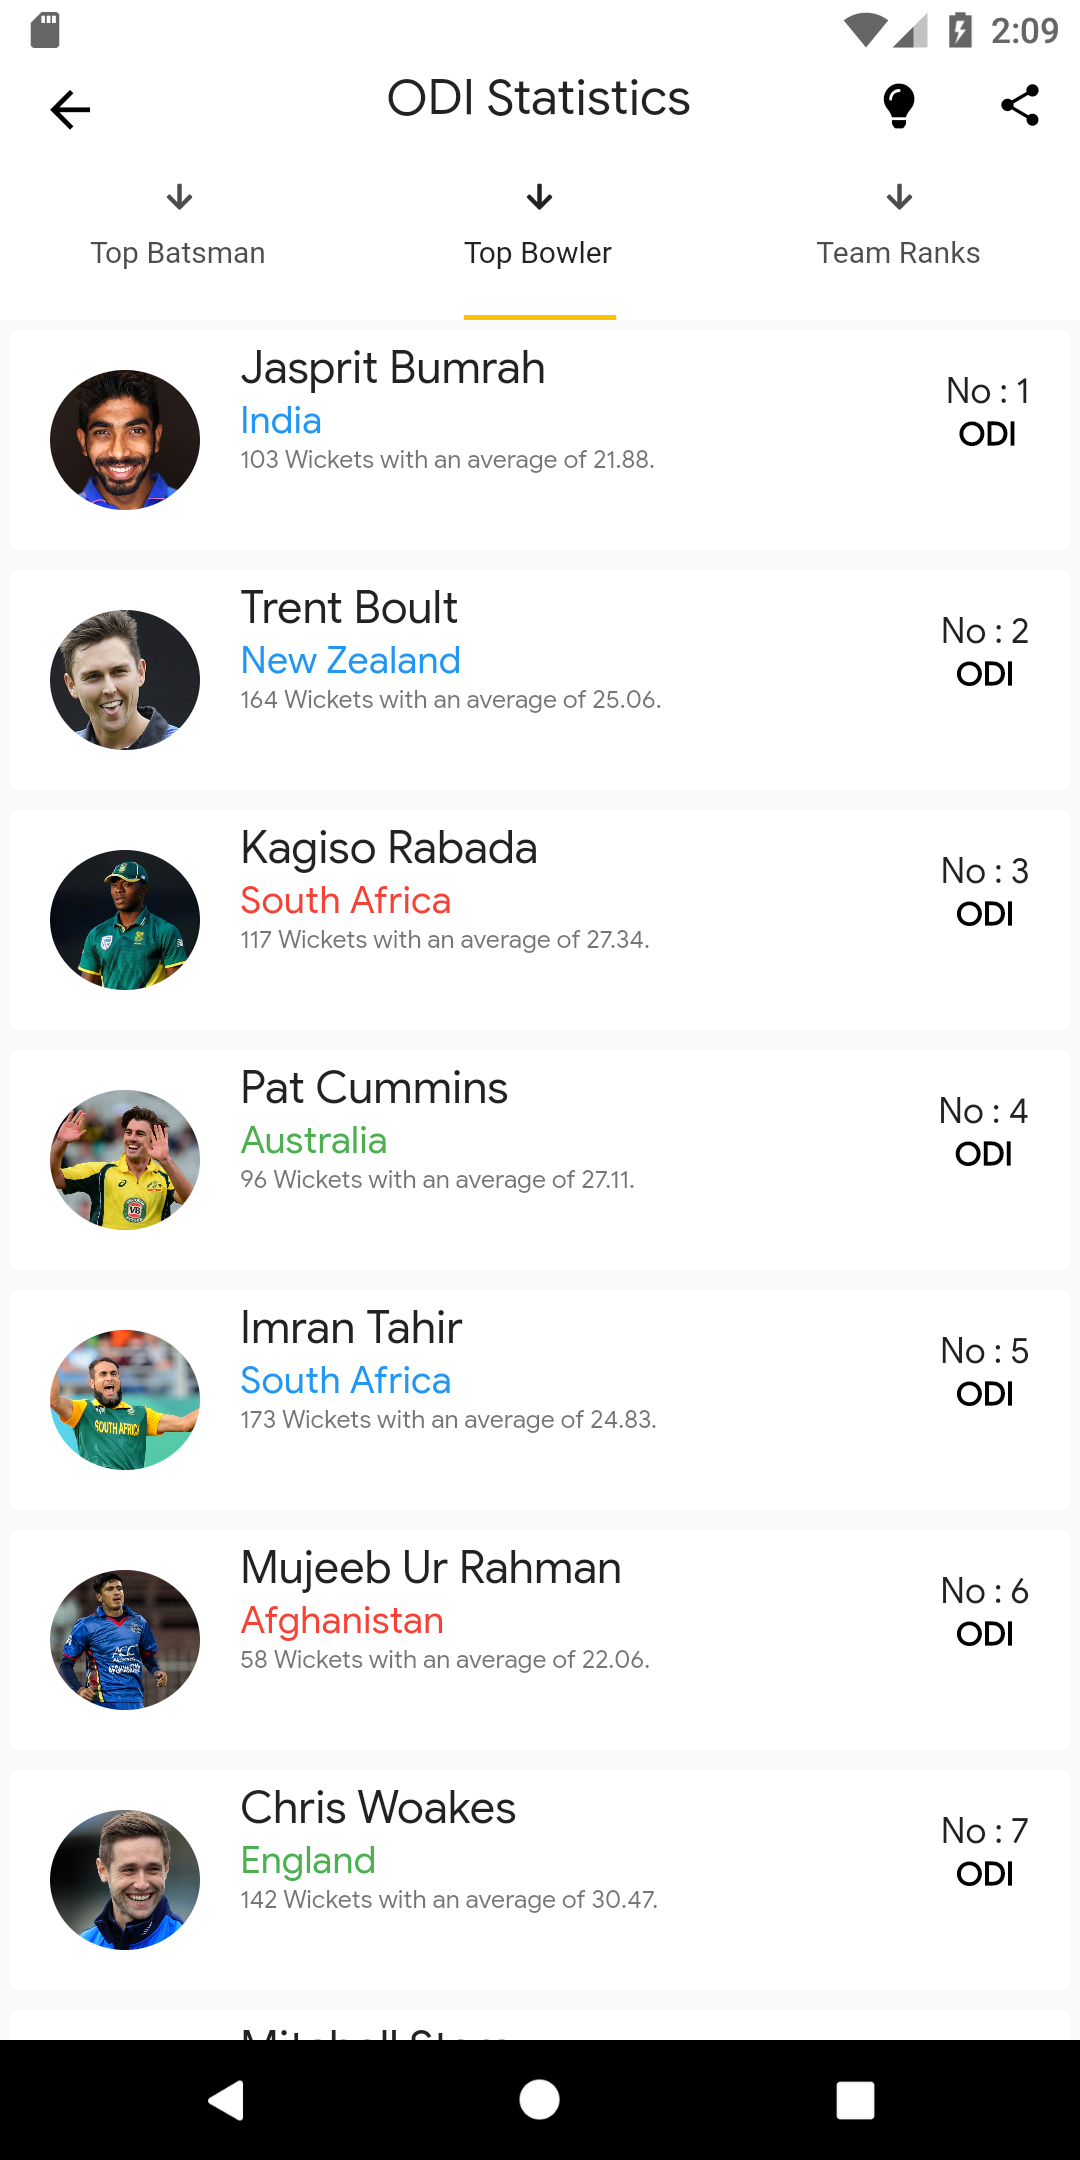 2:09
ODI Statistics
Top Batsman
Top Bowler
Team Ranks
Jasprit Bumrah
India
103 Wickets with an average of 21.88.
No : 1
ODI
Trent Boult
New Zealand
164 Wickets with an average of 25.06.
No : 2
ODI
Kagiso Rabada
South Africa
117 Wickets with an average of 27.34.
No : 3
ODI
Pat Cummins
Australia
96 Wickets with an average of 27.11.
No : 4
ODI
Imran Tahir
South Africa
173 Wickets with an average of 24.83.
No : 5
ODI
SOUTH AFRICA
Mujeeb Ur Rahman
Afghanistan
58 Wickets with an average of 22.06.
No : 6
ODI
Chris Woakes
England
142 Wickets with an average of 30.47.
No : 7
ODI